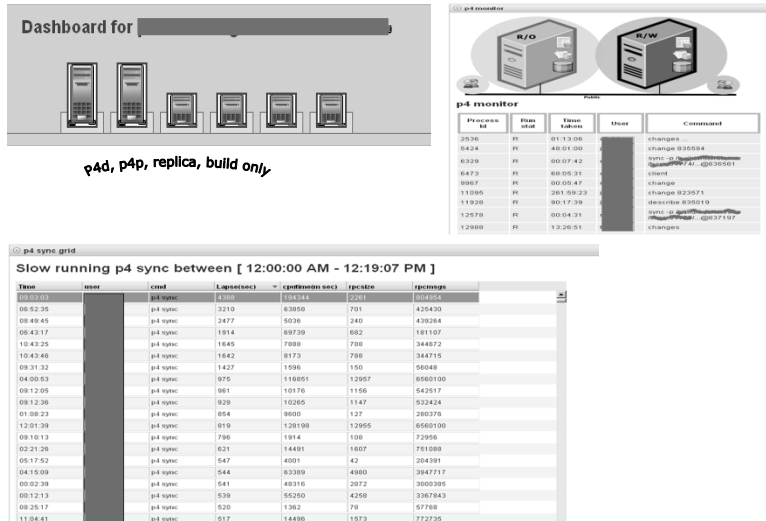 Dashboard for
P4d, p4p, replica, build only
p4 monitor
R/O R/W
Public
p4 monitor
Process Id Run stat Time taken User Command
2536 R 01:13:06 changes ...
5424 R 48:01:00 change 835594
6329 R 00:07:42 sync -p /...@836561
6473 R 68:05:31 client
8967 R 00:05:47 change
11095 R 261:59:23 change 823571
11928 R 90:17:39 describe 835019
12578 R 00:04:31 sync -p /...@837197
12988 R 13:26:51 changes
p4 sync grid
Slow running p4 sync between [ 12:00:00 AM - 12:19:07 PM ]
Time user cmd Lapse(sec) cputime(m sec) rpcsize rpcmsgs
09:03:03 p4 sync 4388 194344 2261 804954
08:52:35 p4 sync 3210 63858 701 425430
08:49:45 p4 sync 2477 5036 240 439264
06:43:17 p4 sync 1914 69739 682 181107
10:43:25 p4 sync 1645 7888 788 344672
10:43:46 p4 sync 1642 8173 788 344715
09:31:32 p4 sync 1427 1596 150 56048
04:00:53 p4 sync 975 116851 12957 6560100
09:12:05 p4 sync 961 10176 1156 542517
09:12:36 p4 sync 929 10265 1147 532424
01:08:23 p4 sync 854 9600 127 280376
12:01:39 p4 sync 819 128198 12955 6560100
09:10:13 p4 sync 796 1914 108 72956
02:21:26 p4 sync 621 14491 1607 751088
05:17:52 p4 sync 547 4001 42 204391
04:15:09 p4 sync 544 63389 4980 3947717
00:02:39 p4 sync 541 48316 2872 3000385
00:12:13 p4 sync 539 55250 4258 3367843
08:25:17 p4 sync 520 1362 78 57768
11:04:41 p4 sync 517 14496 1573 772735